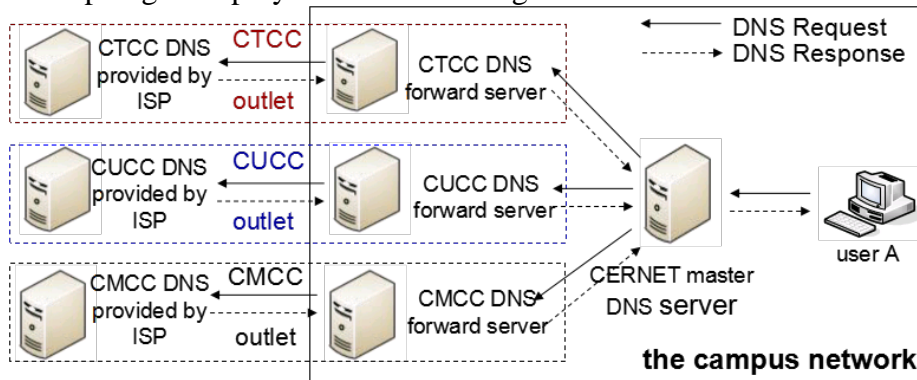 DNS Request
DNS Response
CTCC DNS
provided by
ISP
CTCC
outlet
CTCC DNS
forward server
CUCC DNS
provided by
ISP
CUCC
outlet
CUCC DNS
forward server
CMCC DNS
provided by
ISP
CMCC
outlet
CMCC DNS
forward server
CERNET master
DNS server
user A
the campus network